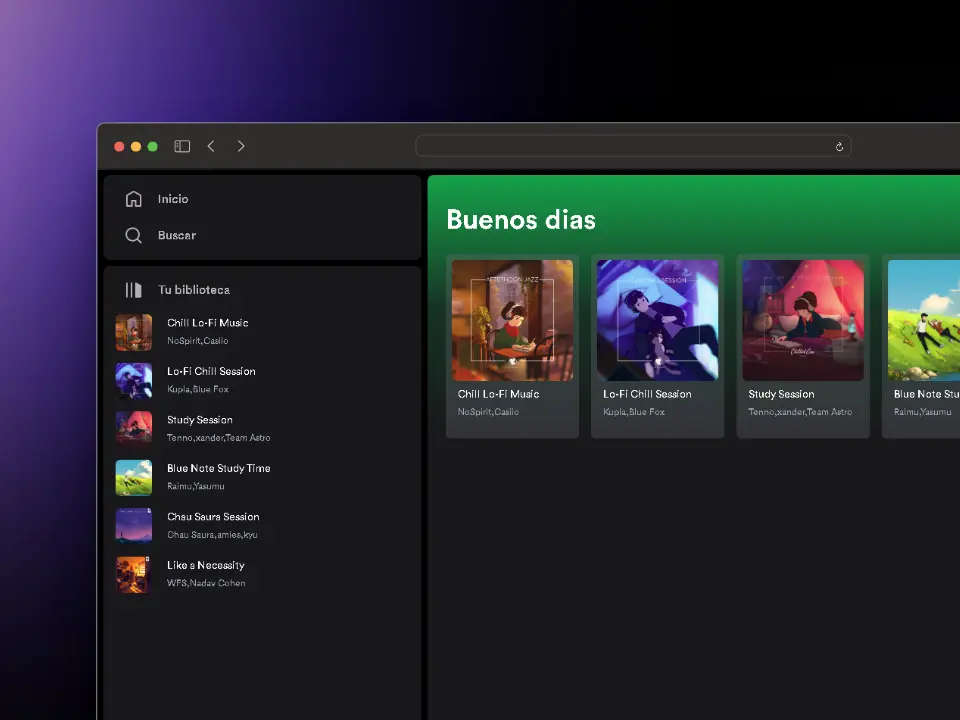 Inicio
Buscar
Tu biblioteca
Chill Lo-Fi Music
NoSpirit,Casiio
Lo-Fi Chill Session
Kupla,Blue Fox
Study Session
Tenno,xander,Team Astro
Blue Note Study Time
Raimu,Yasumu
Chau Saura Session
Chau Saura,amies,kyu
Like a Necessity
WFS,Nadav Cohen
Buenos dias
AFTERNOON JAZZ
SESSION
Chill Lo-Fi Music
NoSpirit,Casiio
Lo-Fi Chill Session
Kupla,Blue Fox
Study Session
Tenno,xander,Team Astro
Blue Note Stu
Raimu,Yasumu